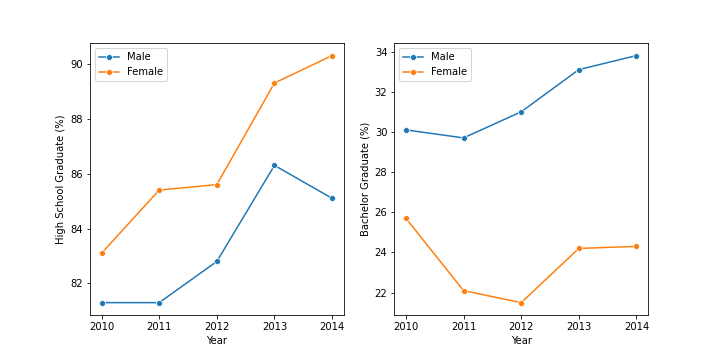 Male
Female
High School Graduate (%)
90
88
86
84
82
2010 2011 2012 2013 2014
Year
Male
Female
Bachelor Graduate (%)
34
32
30
28
26
24
22
2010 2011 2012 2013 2014
Year